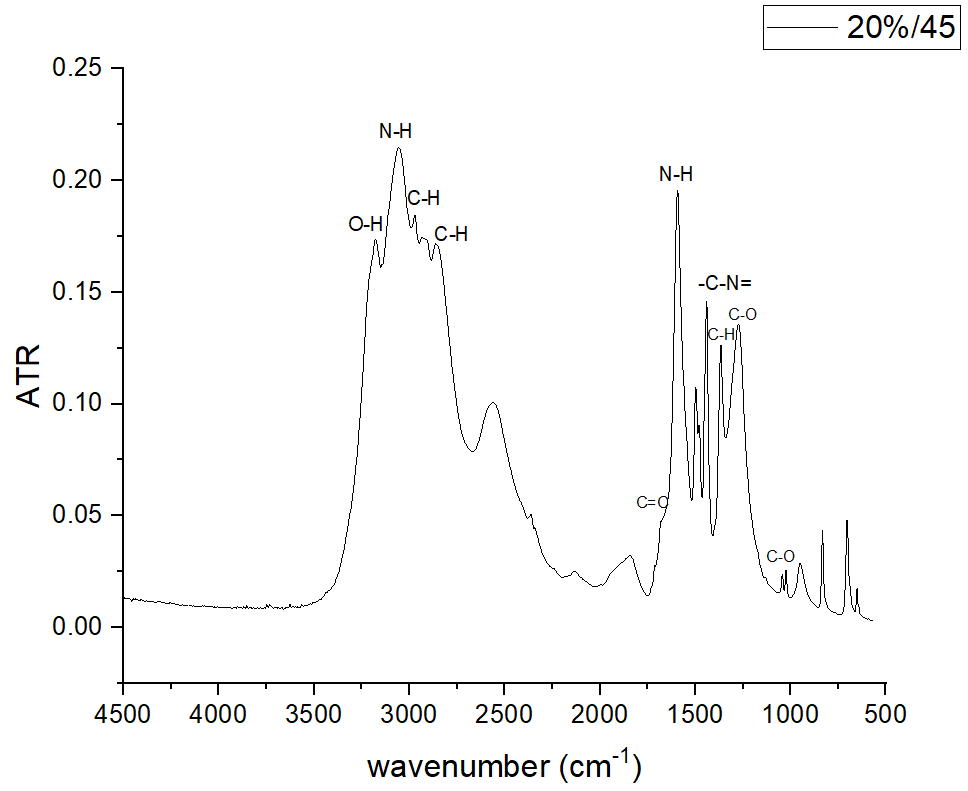 20%/45
0.25
0.20
0.15
0.10
0.05
0.00
ATR
N-H
O-H
C-H
C-H
N-H
-C-N=
C-O
C-H
C=O
C-O
4500 4000 3500 3000 2500 2000 1500 1000 500
wavenumber (cm-1)